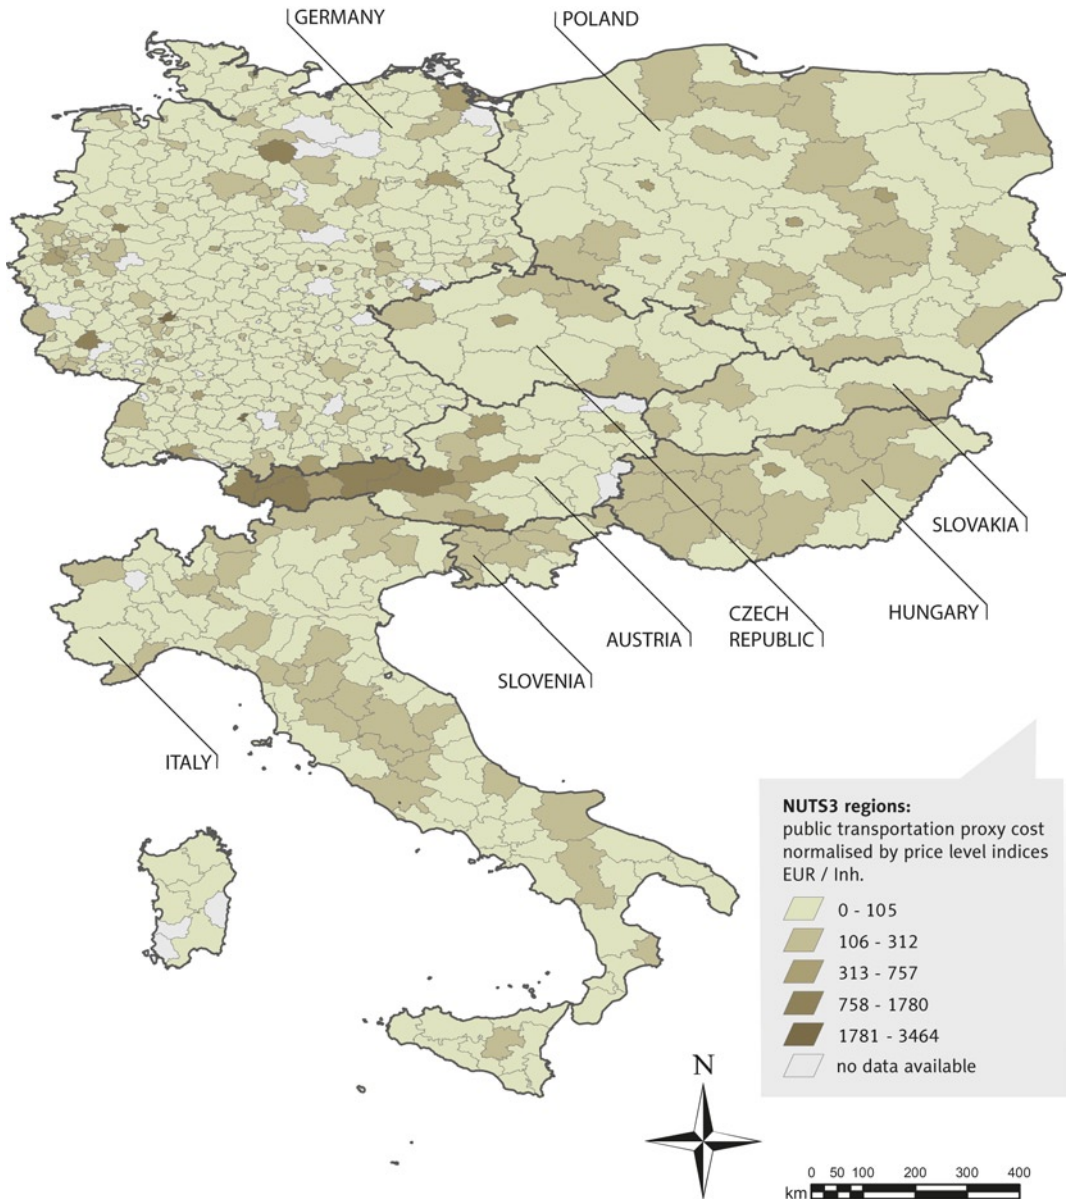 GERMANY
POLAND
SLOVAKIA
HUNGARY
CZECH
REPUBLIC
AUSTRIA
SLOVENIA
ITALY
NUTS3 regions:
public transportation proxy cost
normalised by price level indices
EUR / Inh.
0 - 105
106 - 312
313 - 757
758 - 1780
1781 - 3464
no data available
N
0 50 100 200 300 400
km